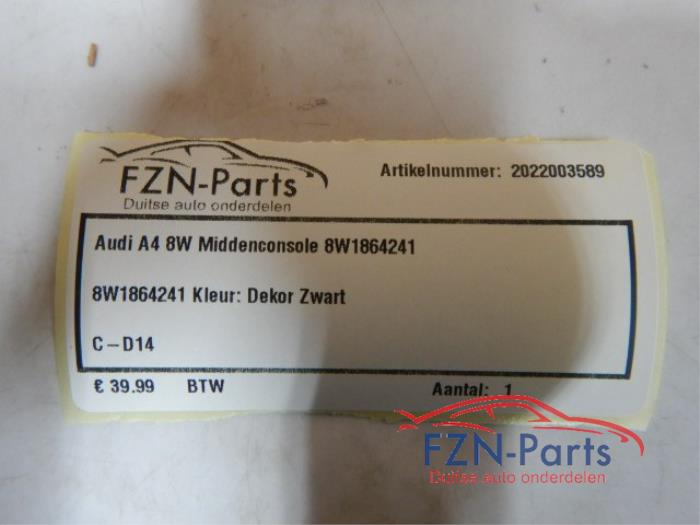 FZN-Parts
Duitse auto onderdelen
Artikelnummer: 2022003589
Audi A4 8W Middenconsole 8W1864241
8W1864241 Kleur: Dekor Zwart
C-D14
€ 39.99 BTW Aantal: 1
FZN-Parts
Duitse auto onderdelen